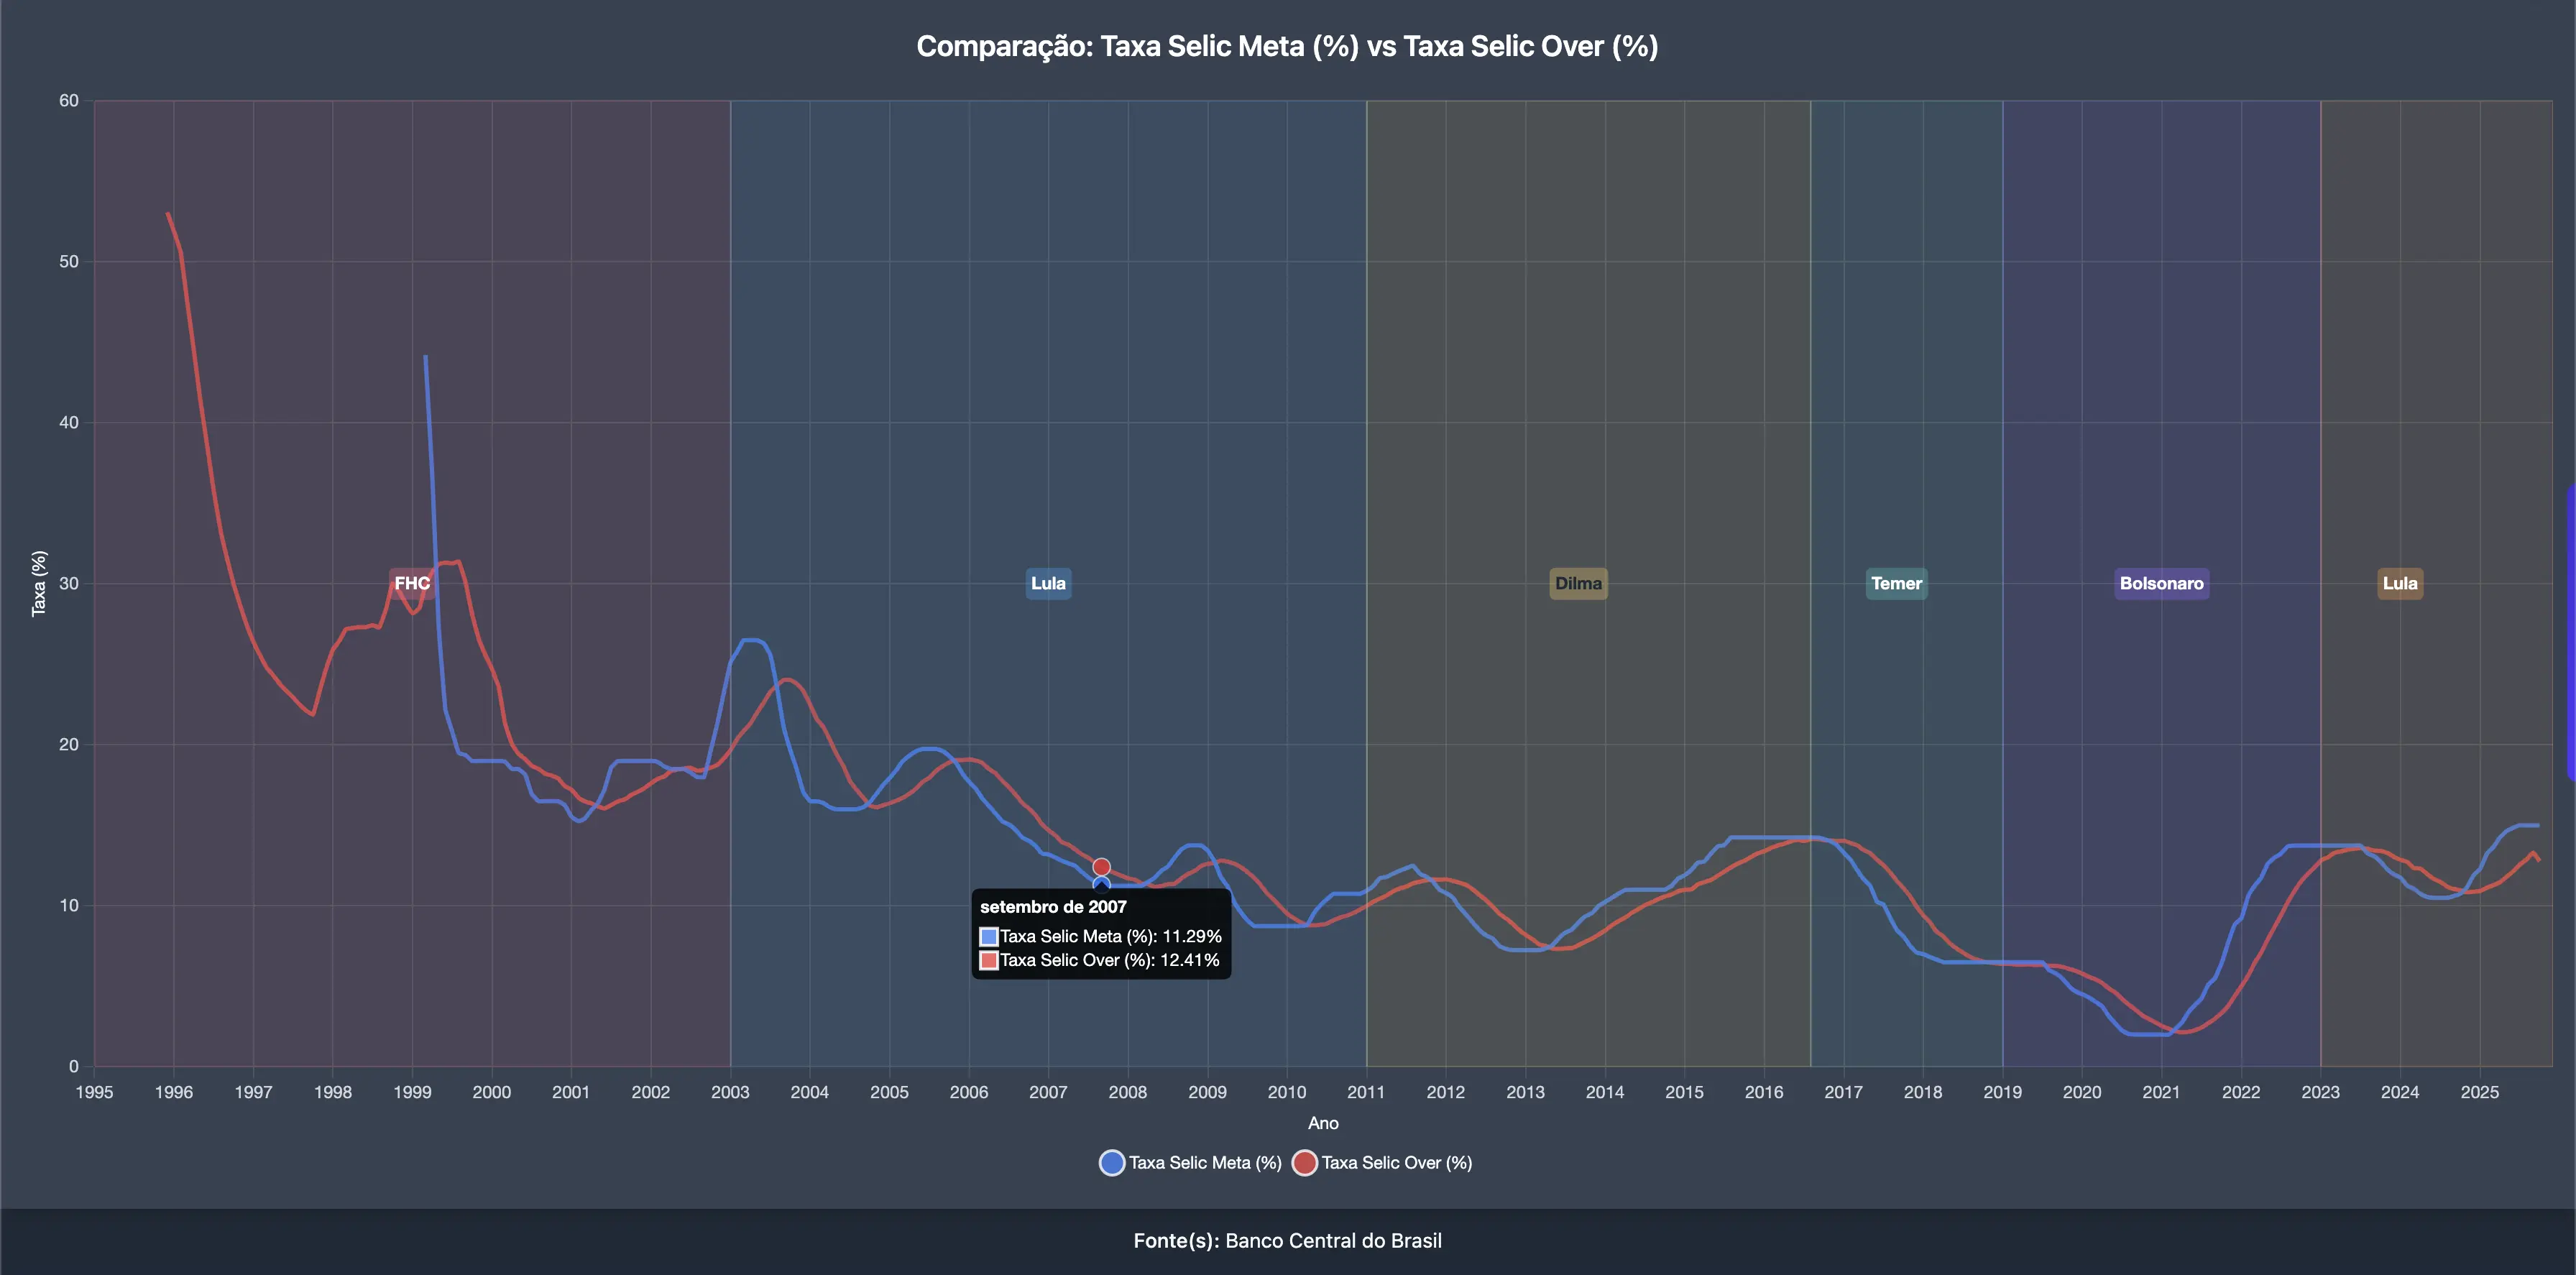 Comparação: Taxa Selic Meta (%) vs Taxa Selic Over (%)
60
50
40
30
20
10
0
Taxa (%)
FHC
Lula
Dilma
Temer
Bolsonaro
Lula
setembro de 2007
Taxa Selic Meta (%): 11.29%
Taxa Selic Over (%): 12.41%
1995 1996 1997 1998 1999 2000 2001 2002 2003 2004 2005 2006 2007 2008 2009 2010 2011 2012 2013 2014 2015 2016 2017 2018 2019 2020 2021 2022 2023 2024 2025
Ano
Taxa Selic Meta (%) Taxa Selic Over (%)
Fonte(s): Banco Central do Brasil